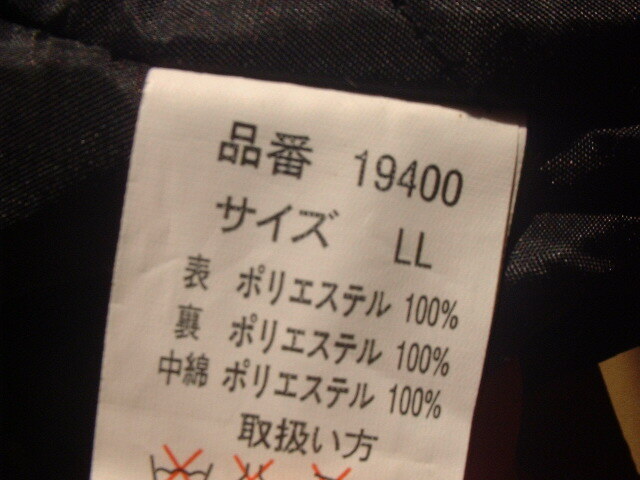 品番 19400
サイズ LL
表 ポリエステル 100%
裏 ポリエステル 100%
中綿 ポリエステル 100%
取扱い方